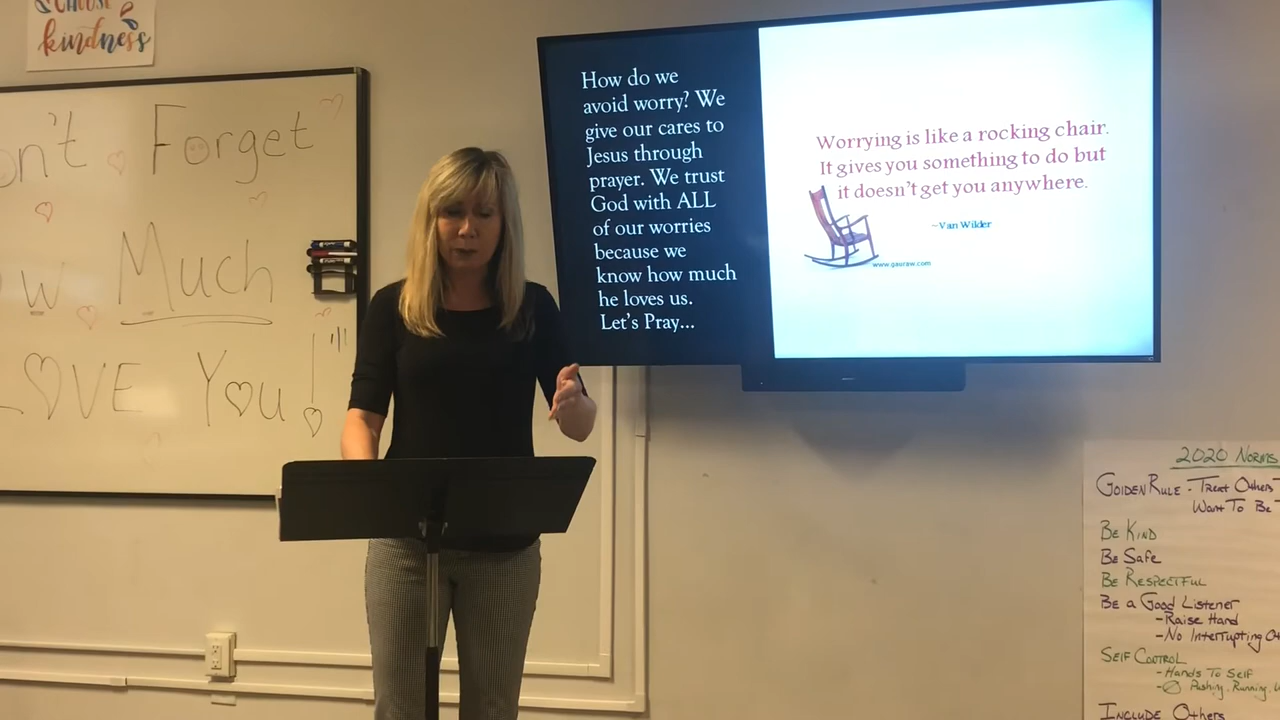 CHOOSE
kindness
on't Forget
w Much
LOVE You!
How do we
avoid worry? We
give our cares to
Jesus through
prayer. We trust
God with ALL
of our worries
because we
know how much
he loves us.
Let's Pray...
Worrying is like a rocking chair.
It gives you something to do but
it doesn't get you anywhere.
~Van Wilder
www.gauraw.com
2020 Norms
Golden Rule - Treat Others
Want To Be
Be Kind
Be Safe
Be Respectful
Be a Good Listener
- Raise Hand
- No Interrupting
Self Control
- Hands To Self
- Pushing, Running,
Include Others